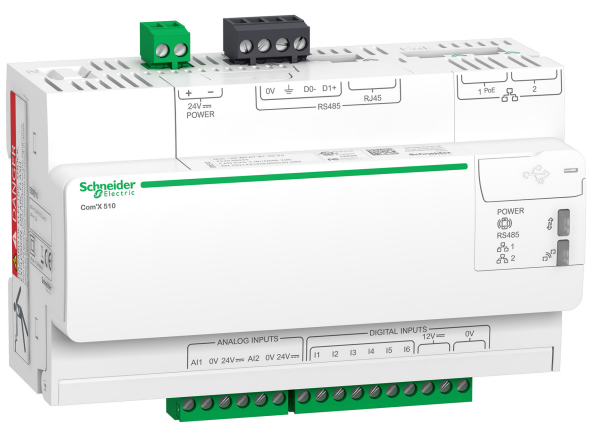 + −
24V⎓
POWER
0V D0- D1+
RS485
RJ45
1 PoE 2
DANGER
Schneider
Electric
Com'X 510
POWER
RS485
1
2
ANALOG INPUTS
AI1 0V 24V⎓ AI2 0V 24V⎓
DIGITAL INPUTS
I1 I2 I3 I4 I5 I6
12V⎓ 0V